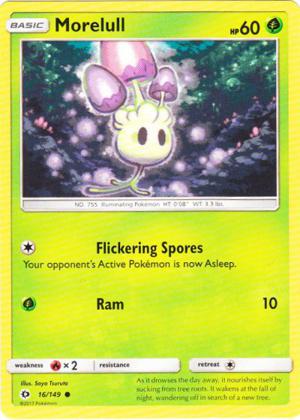 BASIC Morelull HP60
NO. 755 Illuminating Pokémon HT: 0'08" WT: 3.3 lbs.
Flickering Spores
Your opponent's Active Pokémon is now Asleep.
Ram 10
weakness ×2 resistance retreat
Illus. Saya Tsuruta
16/149
©2017 Pokémon
As it drowses the day away, it nourishes itself by
sucking from tree roots. It wakens at the fall of
night, wandering off in search of a new tree.